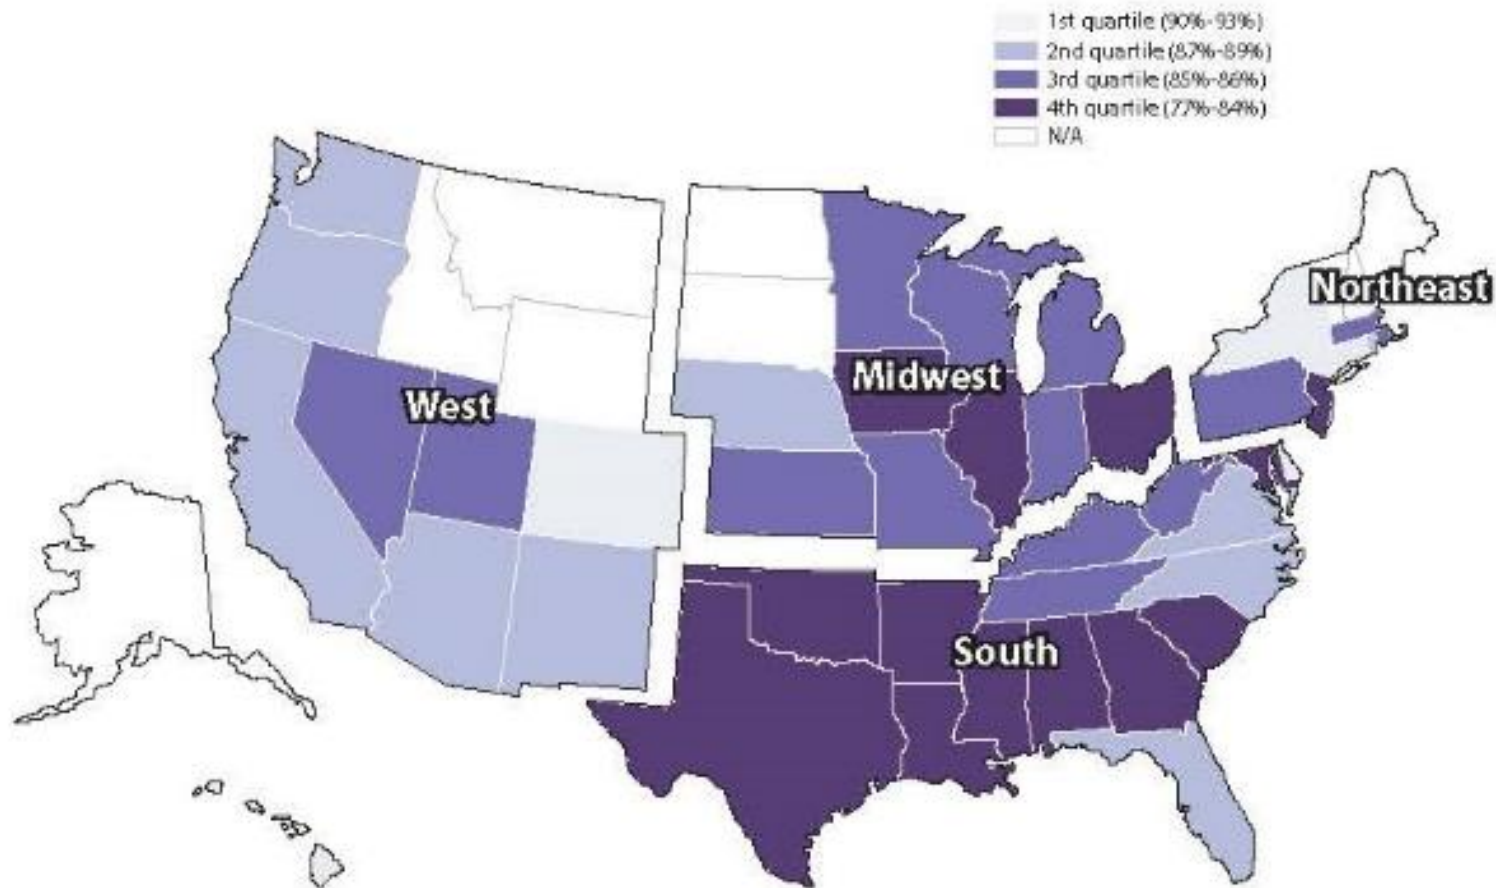 1st quartile (90%-93%)
2nd quartile (87%-89%)
3rd quartile (85%-86%)
4th quartile (77%-84%)
N/A
Northeast
Midwest
West
South